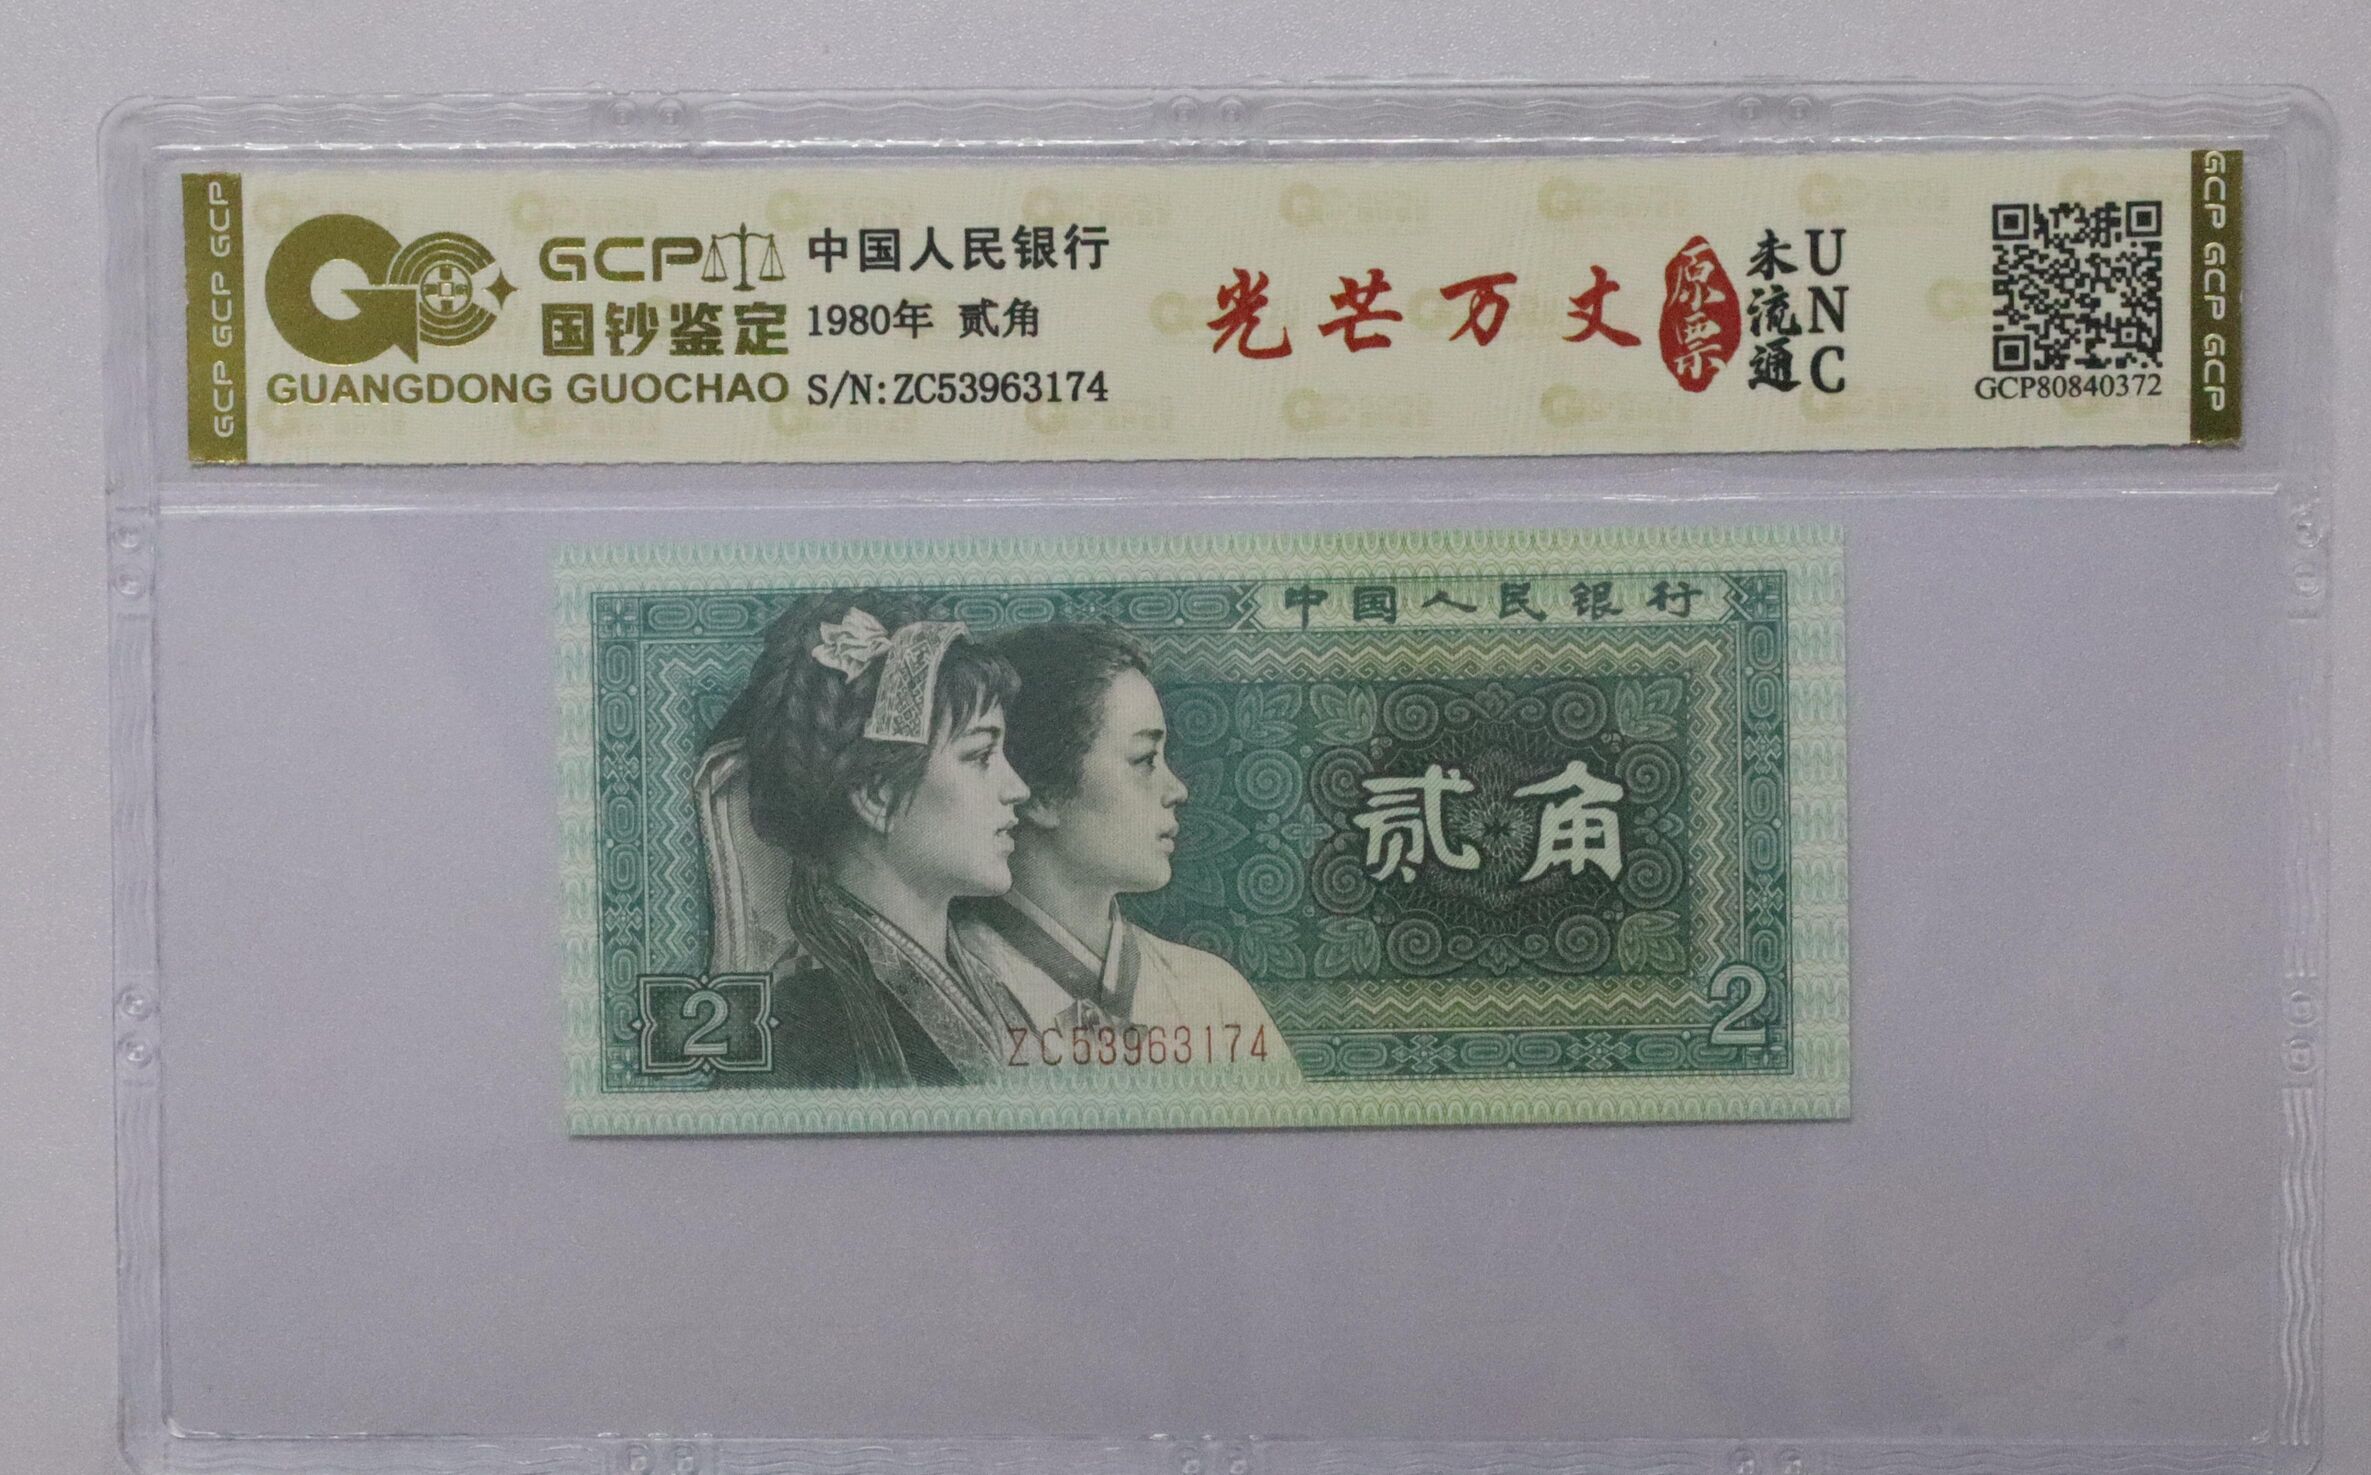 GCP GCP GCP
GCP
国钞鉴定
GUANGDONG GUOCHAO
中国人民银行
1980年 贰角
S/N:ZC53963174
光芒万丈
原票
未流通
UNC
GCP80840372
GCP GCP GCP
中国人民银行
贰角
2
2
ZC53963174